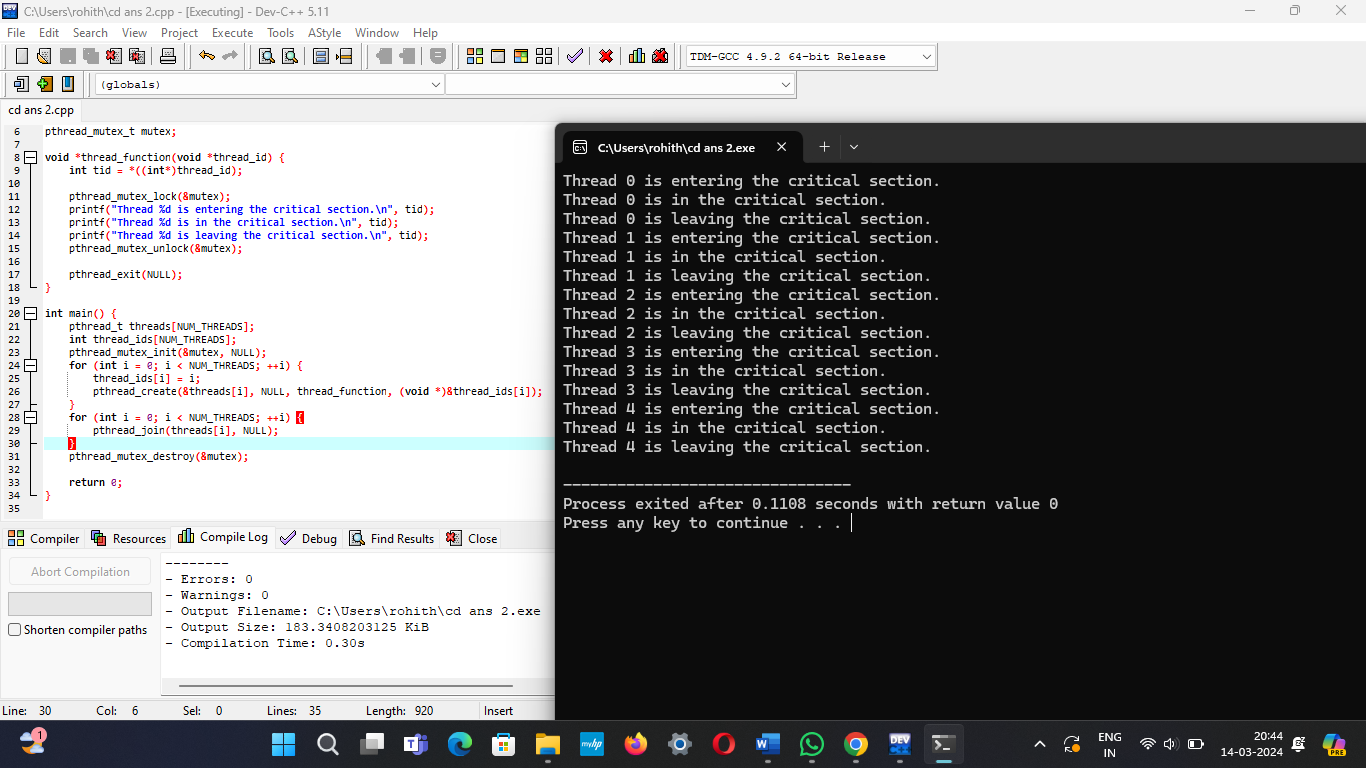 C:\Users\rohith\cd ans 2.cpp - [Executing] - Dev-C++ 5.11
File Edit Search View Project Execute Tools AStyle Window Help
TDM-GCC 4.9.2 64-bit Release
(globals)
cd ans 2.cpp
6 pthread_mutex_t mutex;
7
8 void *thread_function(void *thread_id) {
9 int tid = *((int*)thread_id);
10
11 pthread_mutex_lock(&mutex);
12 printf("Thread %d is entering the critical section.\n", tid);
13 printf("Thread %d is in the critical section.\n", tid);
14 printf("Thread %d is leaving the critical section.\n", tid);
15 pthread_mutex_unlock(&mutex);
16
17 pthread_exit(NULL);
18 }
19
20 int main() {
21 pthread_t threads[NUM_THREADS];
22 int thread_ids[NUM_THREADS];
23 pthread_mutex_init(&mutex, NULL);
24 for (int i = 0; i < NUM_THREADS; ++i) {
25 thread_ids[i] = i;
26 pthread_create(&threads[i], NULL, thread_function, (void *)&thread_ids[i]);
27 }
28 for (int i = 0; i < NUM_THREADS; ++i) {
29 pthread_join(threads[i], NULL);
30 }
31 pthread_mutex_destroy(&mutex);
32
33 return 0;
34 }
35
C:\Users\rohith\cd ans 2.exe
Thread 0 is entering the critical section.
Thread 0 is in the critical section.
Thread 0 is leaving the critical section.
Thread 1 is entering the critical section.
Thread 1 is in the critical section.
Thread 1 is leaving the critical section.
Thread 2 is entering the critical section.
Thread 2 is in the critical section.
Thread 2 is leaving the critical section.
Thread 3 is entering the critical section.
Thread 3 is in the critical section.
Thread 3 is leaving the critical section.
Thread 4 is entering the critical section.
Thread 4 is in the critical section.
Thread 4 is leaving the critical section.
--------------------------------
Process exited after 0.1108 seconds with return value 0
Press any key to continue . . .
Compiler Resources Compile Log Debug Find Results Close
Abort Compilation
Shorten compiler paths
--------
- Errors: 0
- Warnings: 0
- Output Filename: C:\Users\rohith\cd ans 2.exe
- Output Size: 183.3408203125 KiB
- Compilation Time: 0.30s
Line: 30 Col: 6 Sel: 0 Lines: 35 Length: 920 Insert
1
myhp
DEV
PRE
ENG
IN
20:44
14-03-2024